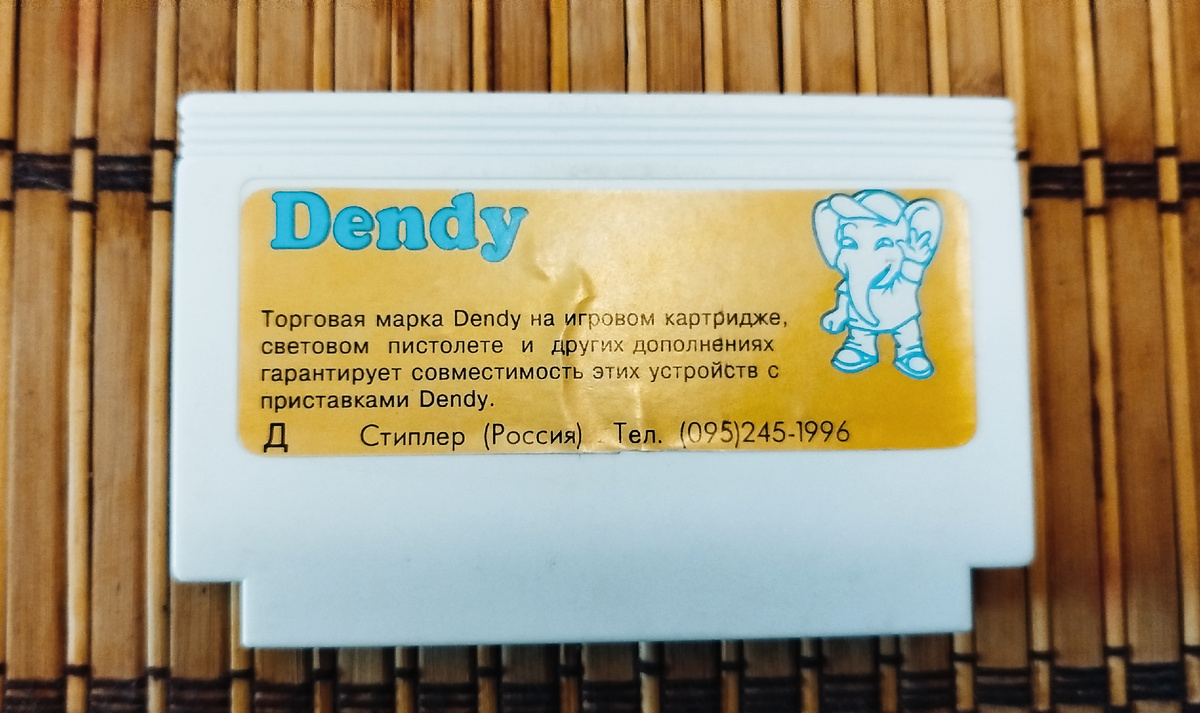 Dendy
Торговая марка Dendy на игровом картридже,
световом пистолете и других дополнениях
гарантирует совместимость этих устройств с
приставками Dendy.
Д Стиплер (Россия) Тел. (095)245-1996